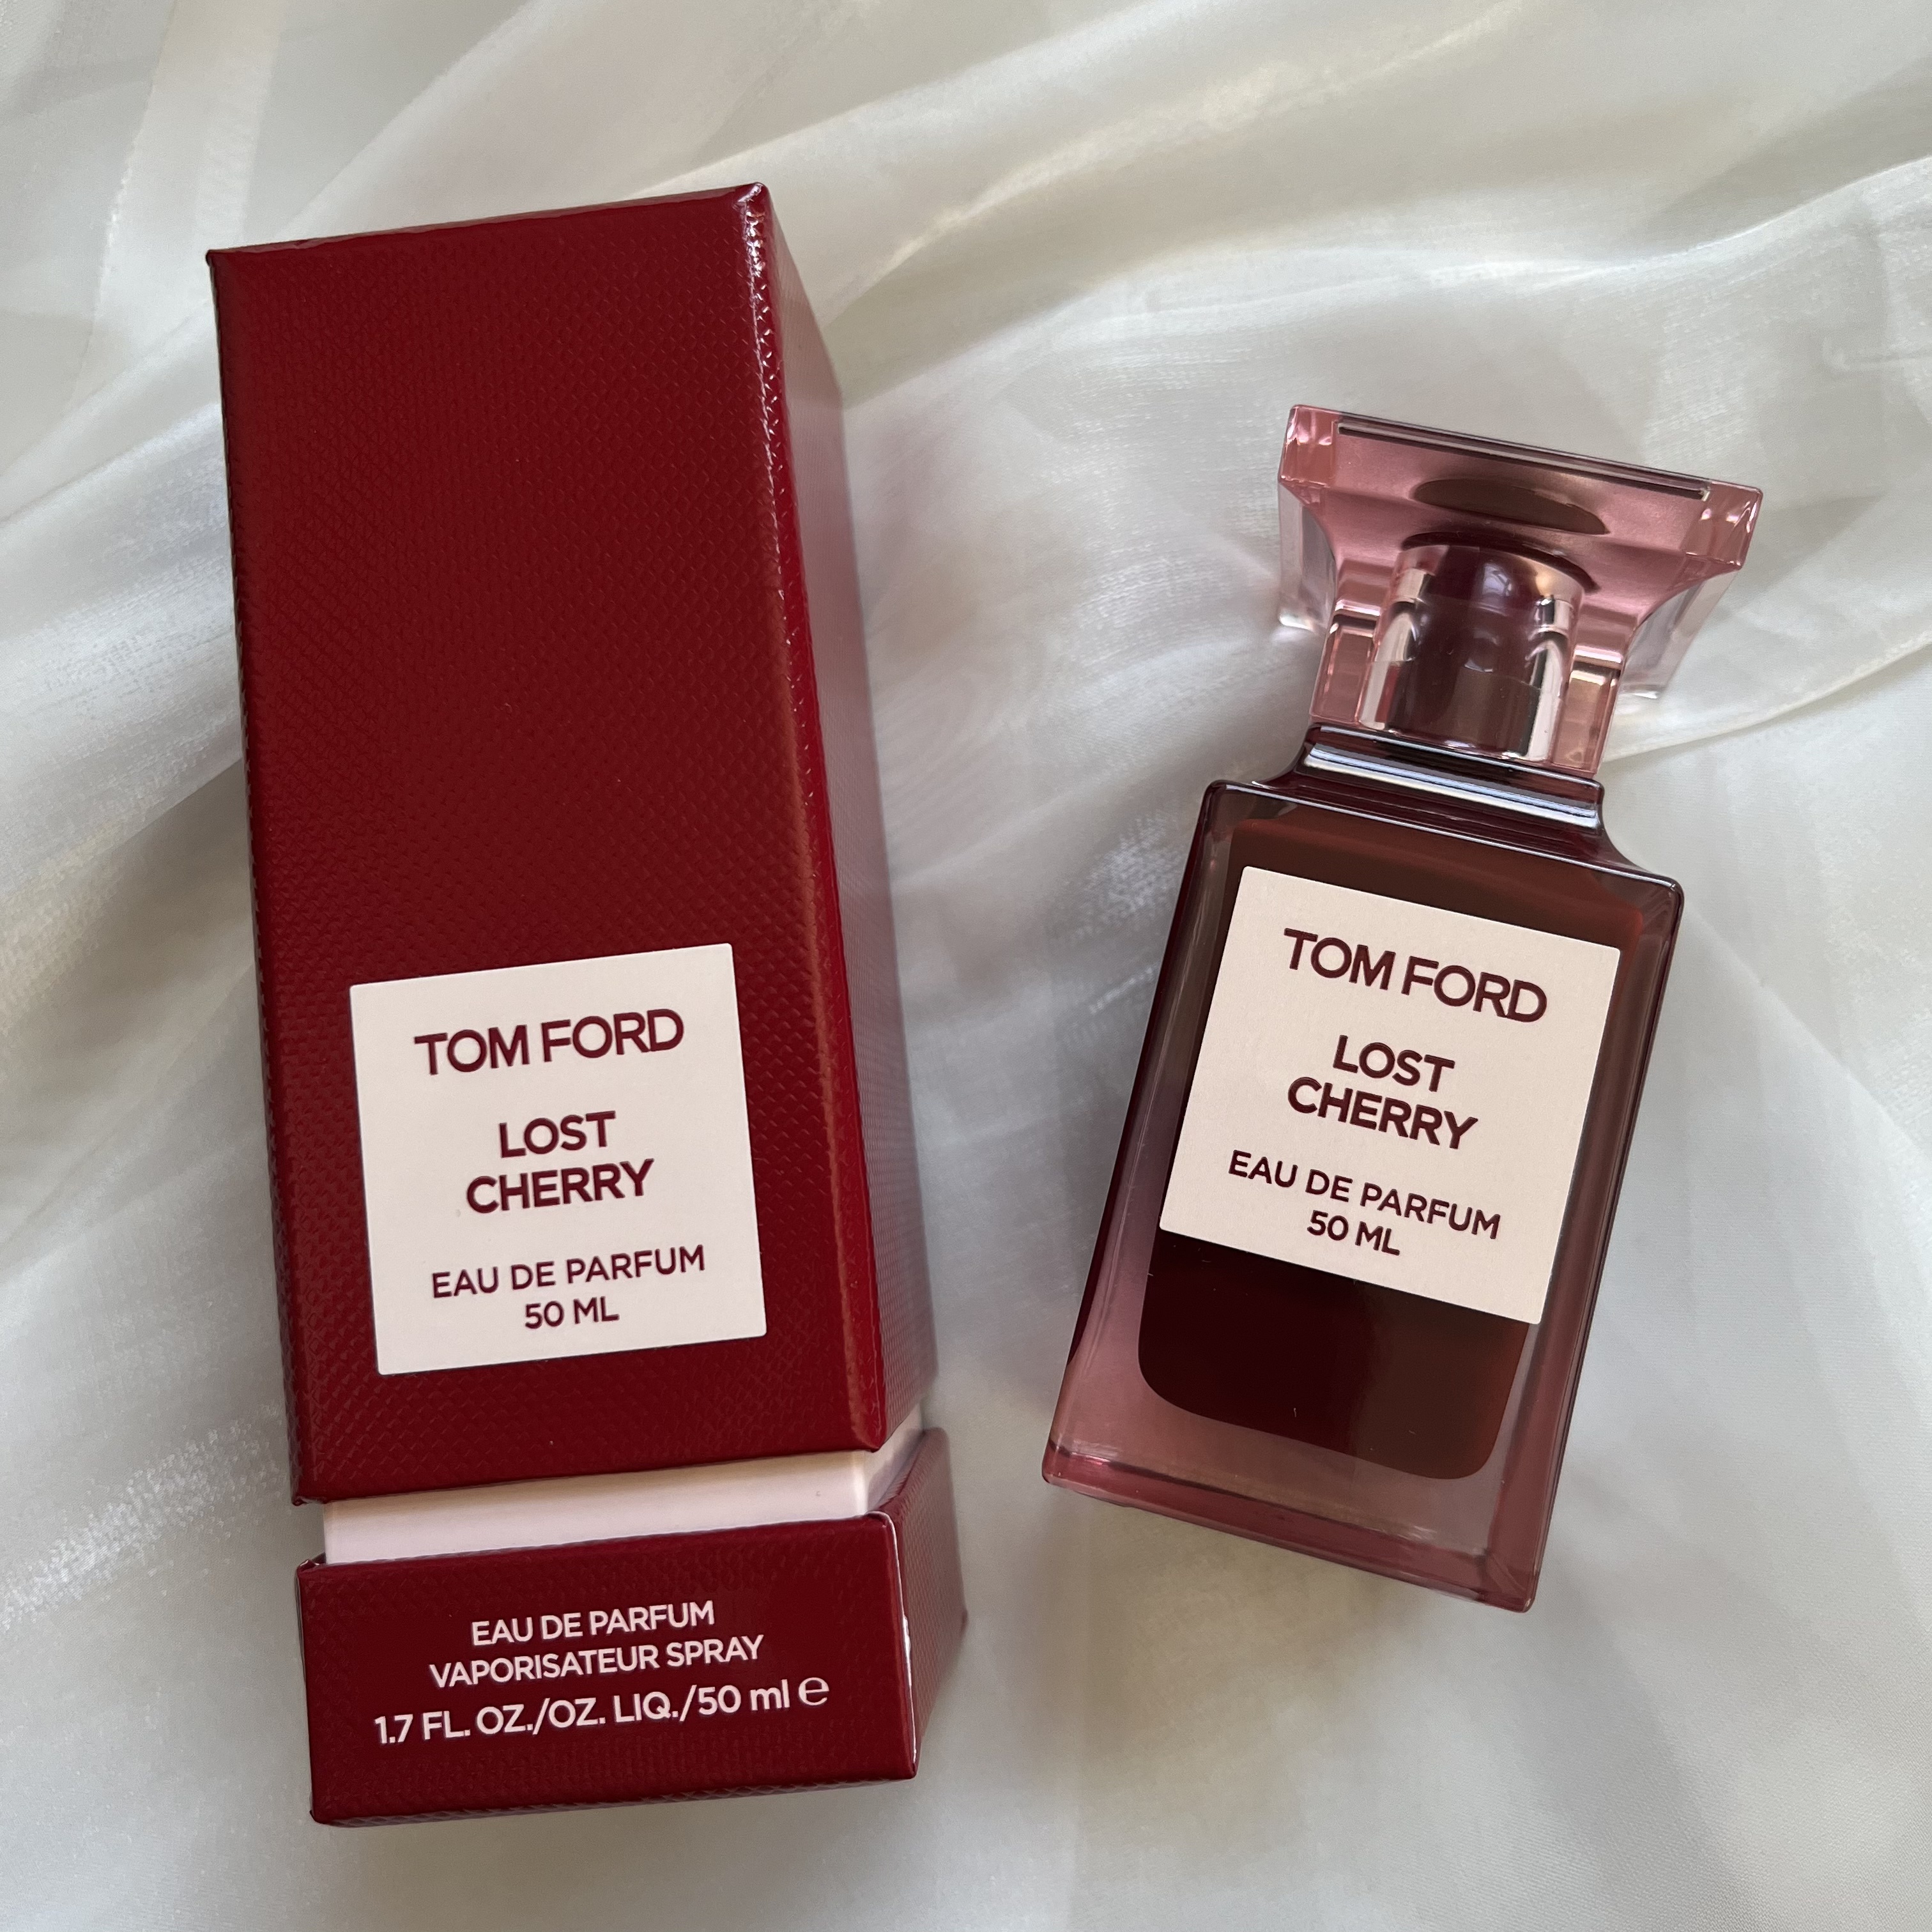 TOM FORD
LOST
CHERRY
EAU DE PARFUM
50 ML
EAU DE PARFUM
VAPORISATEUR SPRAY
1.7 FL. OZ./OZ. LIQ./50 ml ℮
TOM FORD
LOST
CHERRY
EAU DE PARFUM
50 ML